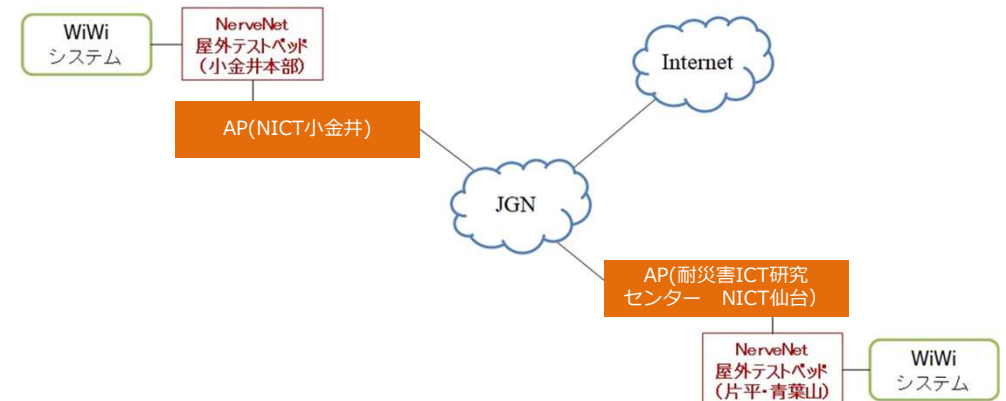 WiWi
システム
NerveNet
屋外テストベッド
（小金井本部）
AP(NICT小金井)
Internet
JGN
AP(耐災害ICT研究
センター　NICT仙台）
NerveNet
屋外テストベッド
（片平・青葉山）
WiWi
システム